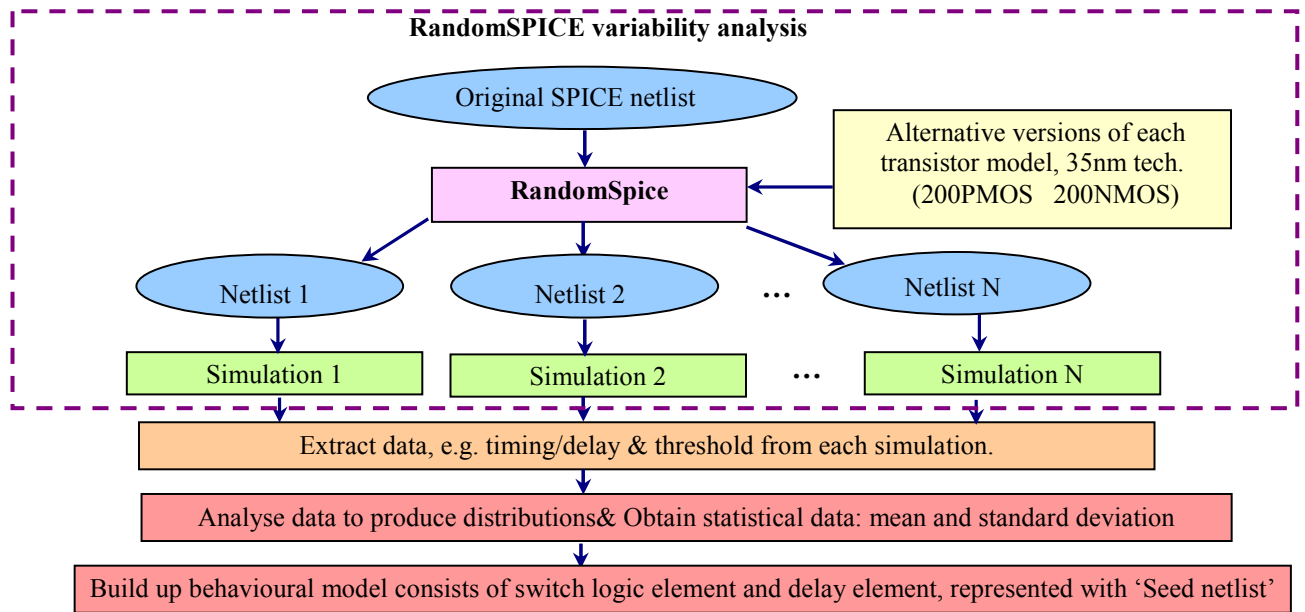 RandomSPICE variability analysis
Original SPICE netlist
Alternative versions of each
transistor model, 35nm tech.
(200PMOS 200NMOS)
RandomSpice
Netlist 1
Netlist 2
...
Netlist N
Simulation 1
Simulation 2
...
Simulation N
Extract data, e.g. timing/delay & threshold from each simulation.
Analyse data to produce distributions& Obtain statistical data: mean and standard deviation
Build up behavioural model consists of switch logic element and delay element, represented with ‘Seed netlist’